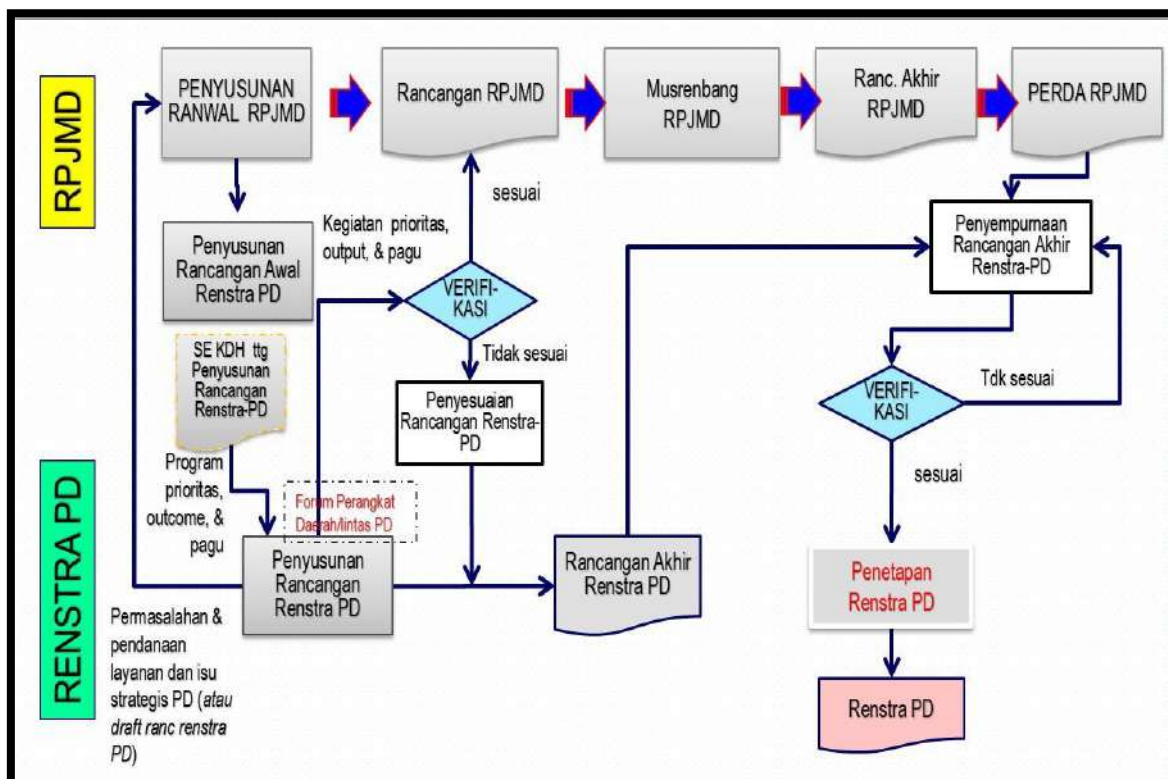 RPJMD
PENYUSUNAN
RANWAL RPJMD
Rancangan RPJMD
Musrenbang
RPJMD
Ranc. Akhir
RPJMD
PERDA RPJMD
sesuai
Kegiatan prioritas,
output, & pagu
Penyusunan
Rancangan Awal
Renstra PD
VERIFI-
KASI
Penyempurnaan
Rancangan Akhir
Renstra-PD
SE KDH ttg
Penyusunan
Rancangan
Renstra-PD
Tidak sesuai
Penyesuaian
Rancangan Renstra-
PD
VERIFI-
KASI
Tdk sesuai
sesuai
RENSTRA PD
Program
prioritas,
outcome, &
pagu
Forum Perangkat
Daerah/lintas PD
Penyusunan
Rancangan
Renstra PD
Rancangan Akhir
Renstra PD
Penetapan
Renstra PD
Permasalahan &
pendanaan
layanan dan isu
strategis PD (atau
draft ranc renstra
PD)
Renstra PD